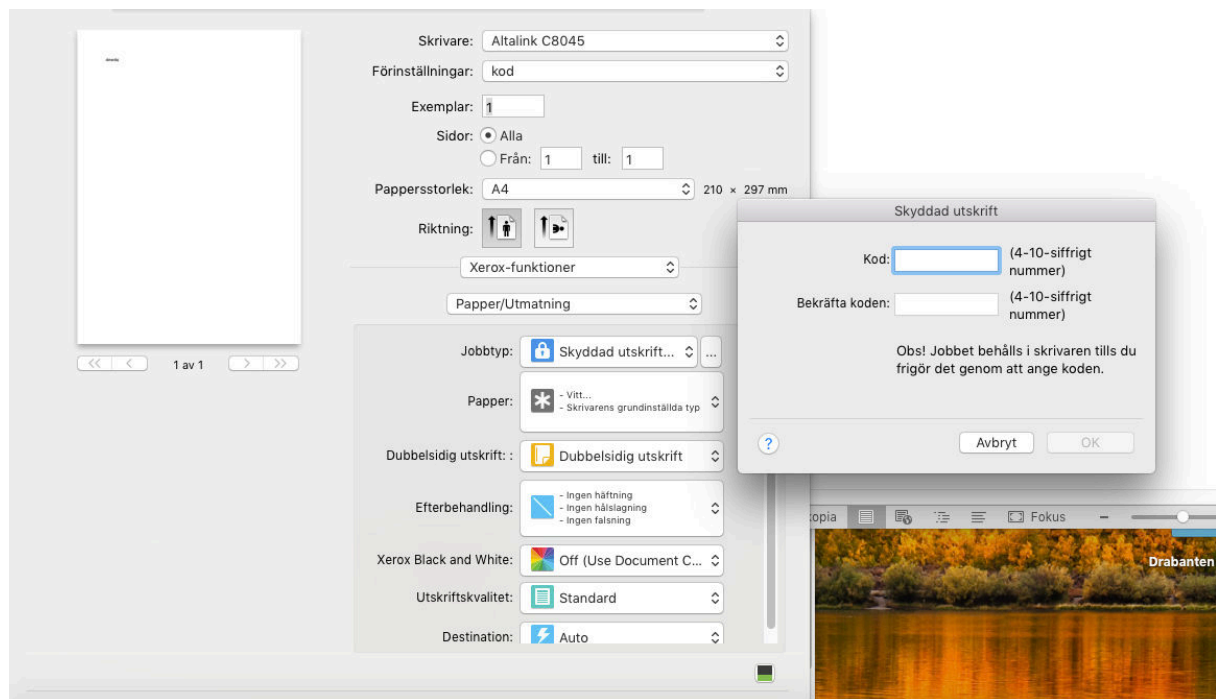 Skrivare: Altalink C8045
Förinställningar: kod
Exemplar: 1
Sidor: Alla
Från: 1 till: 1
Pappersstorlek: A4 210 × 297 mm
Riktning:
Xerox-funktioner
Papper/Utmatning
1 av 1
Jobbtyp: Skyddad utskrift... ...
Papper: - Vitt...
- Skrivarens grundinställda typ
Dubbelsidig utskrift: : Dubbelsidig utskrift
Efterbehandling: - Ingen häftning
- Ingen hålslagning
- Ingen falsning
Xerox Black and White: Off (Use Document C...
Utskriftskvalitet: Standard
Destination: Auto
Skyddad utskrift
Kod: (4-10-siffrigt
nummer)
Bekräfta koden: (4-10-siffrigt
nummer)
Obs! Jobbet behålls i skrivaren tills du
frigör det genom att ange koden.
? Avbryt OK
opia Fokus
Drabanten